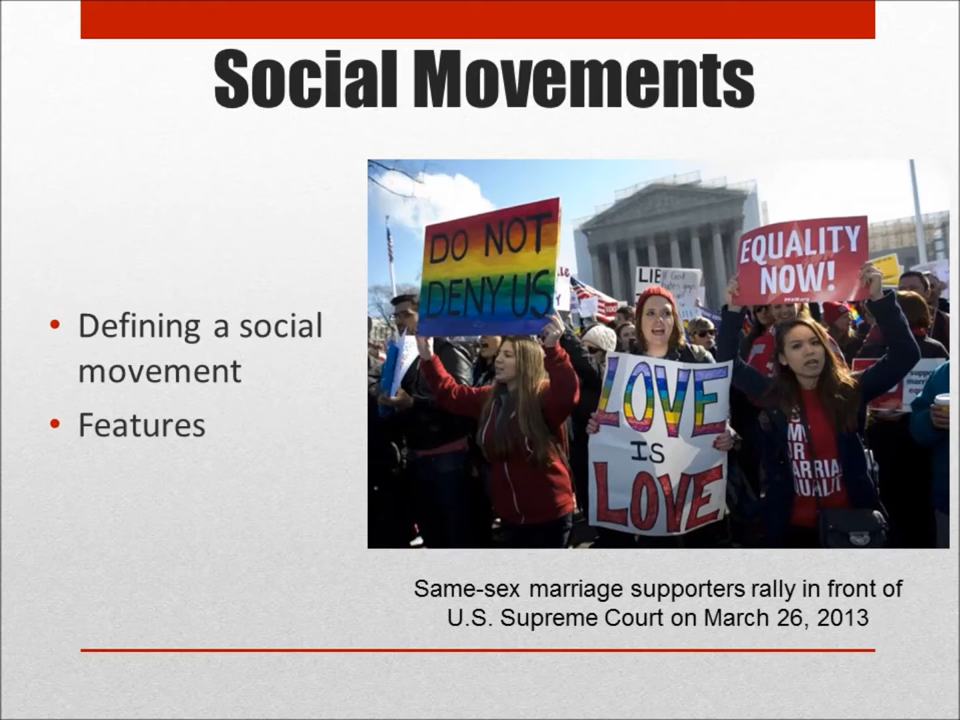 Social Movements
• Defining a social
movement
• Features
DO NOT
DENY US
EQUALITY
NOW!
LIE
LOVE
IS
LOVE
Same-sex marriage supporters rally in front of
U.S. Supreme Court on March 26, 2013